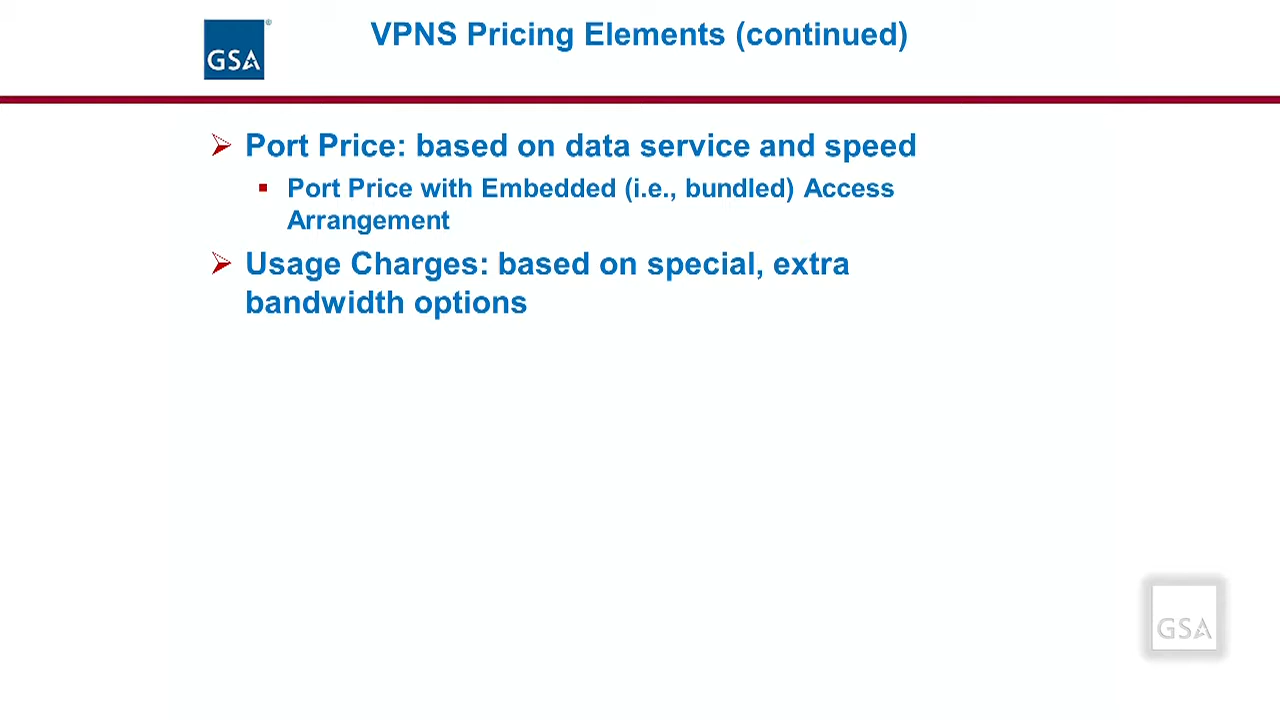 GSA
®
VPNS Pricing Elements (continued)
Port Price: based on data service and speed
Port Price with Embedded (i.e., bundled) Access
Arrangement
Usage Charges: based on special, extra
bandwidth options
GSA